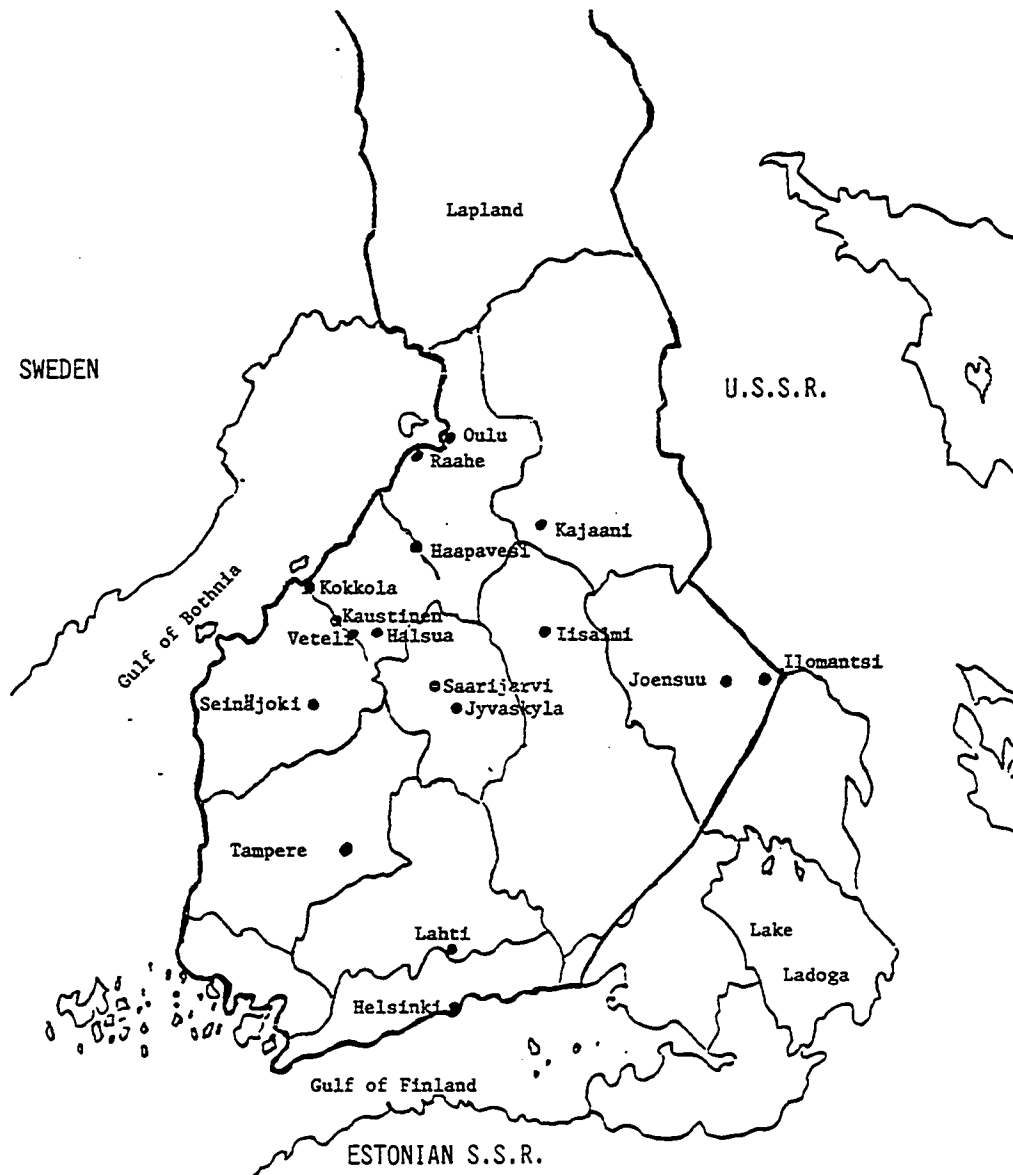 Lapland
SWEDEN
U.S.S.R.
Oulu
Raahe
Kajaani
Haapavesi
Gulf of Bothnia
Kokkola
Kaustinen
Veteli
Halsua
Iisalmi
Ilomantsi
Joensuu
Saarijarvi
Seinäjoki
Jyvaskyla
Tampere
Lahti
Lake
Ladoga
Helsinki
Gulf of Finland
ESTONIAN S.S.R.